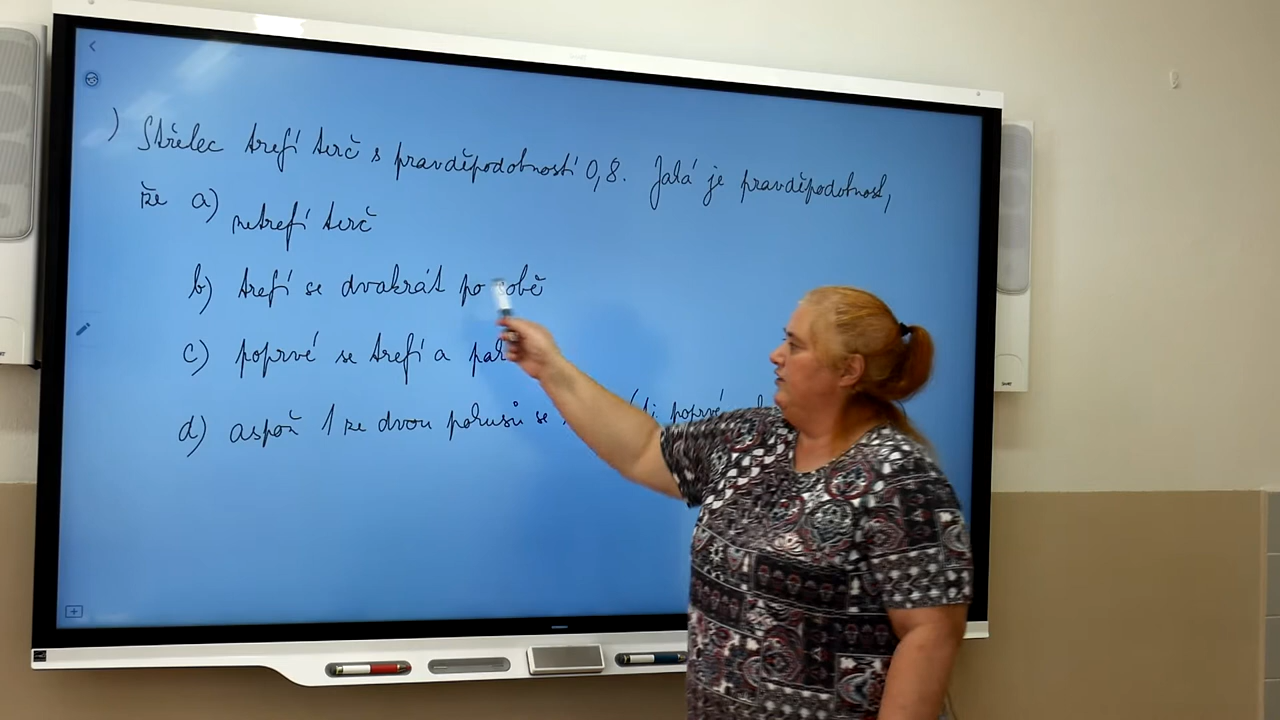 ) Střelec trefí terč s pravděpodobností 0,8. Jaká je pravděpodobnost,
že a) netrefí terč
b) trefí se dvakrát po sobě
c) poprvé se trefí a
d) aspoň 1 ze dvou pokusů se poprvé